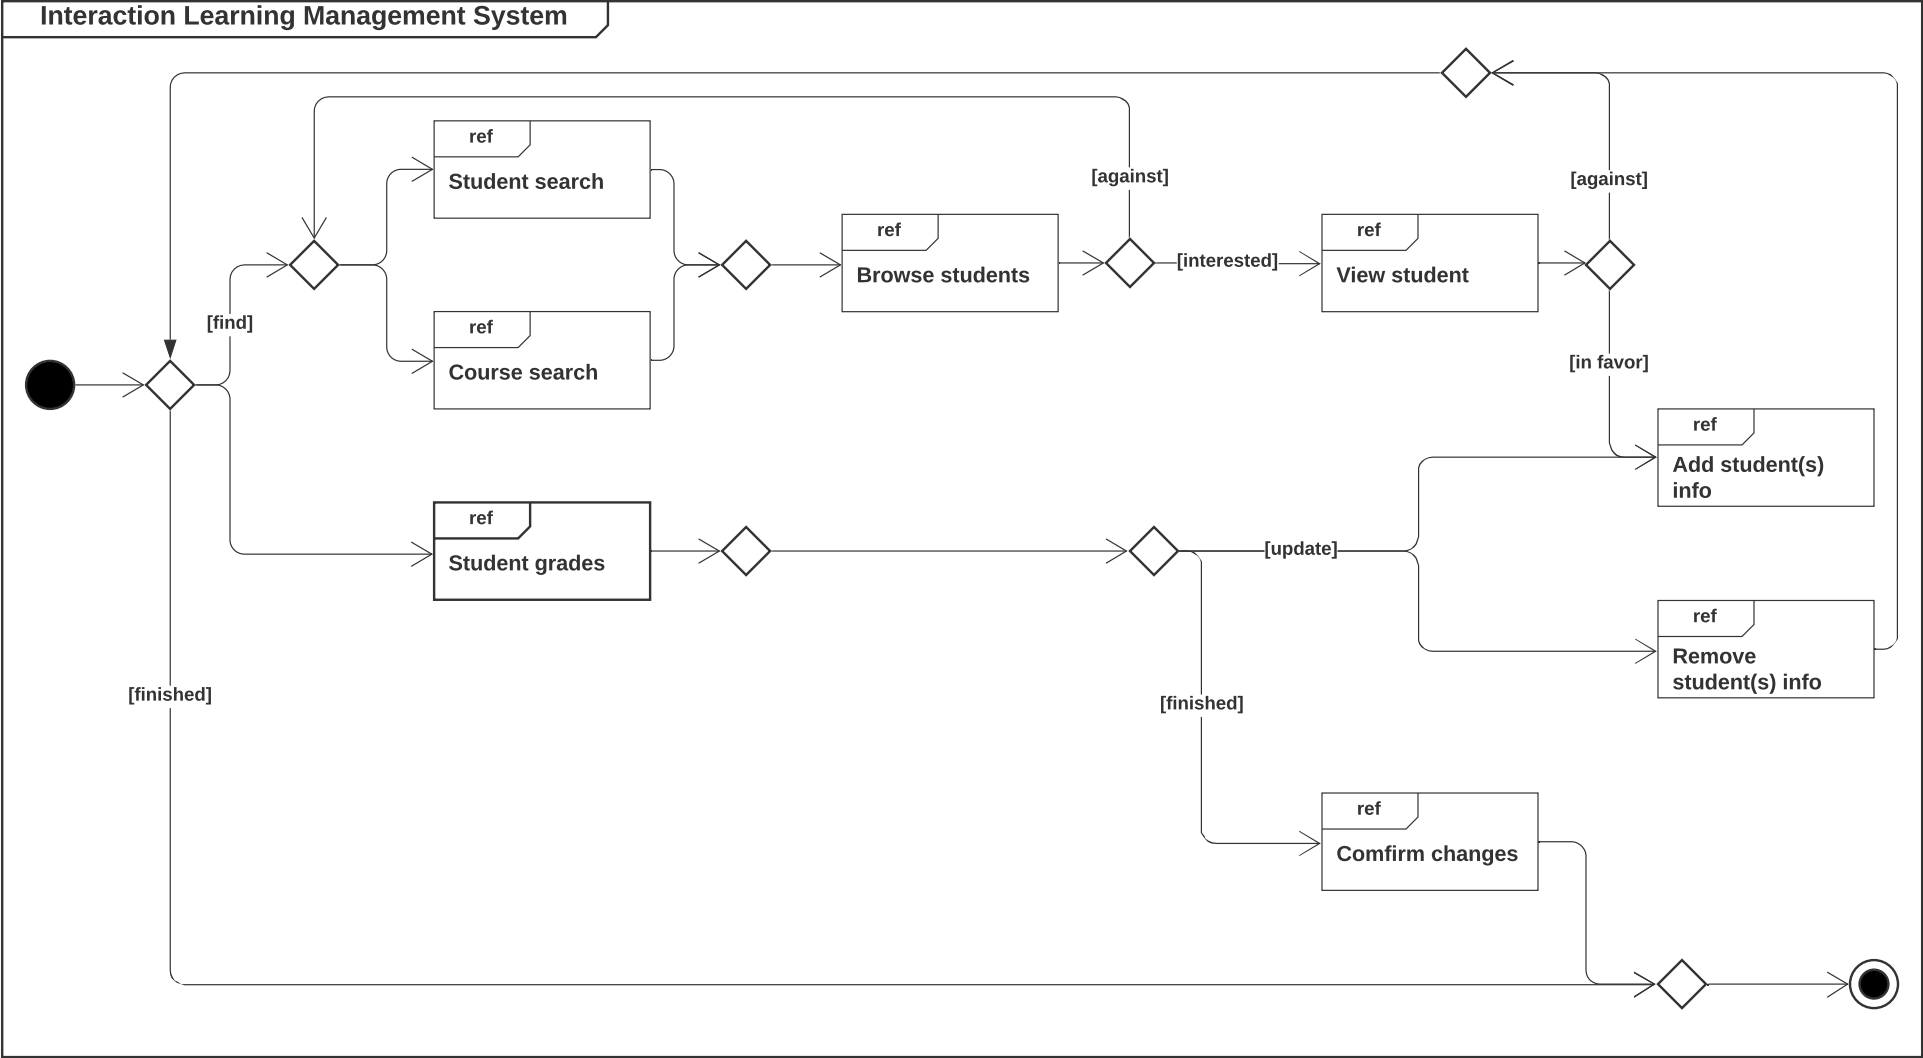 Interaction Learning Management System
ref
Student search
[against]
[against]
ref
Browse students
[interested]
ref
View student
[find]
ref
Course search
[in favor]
ref
Add student(s)
info
ref
Student grades
[update]
ref
Remove
student(s) info
[finished]
[finished]
ref
Comfirm changes